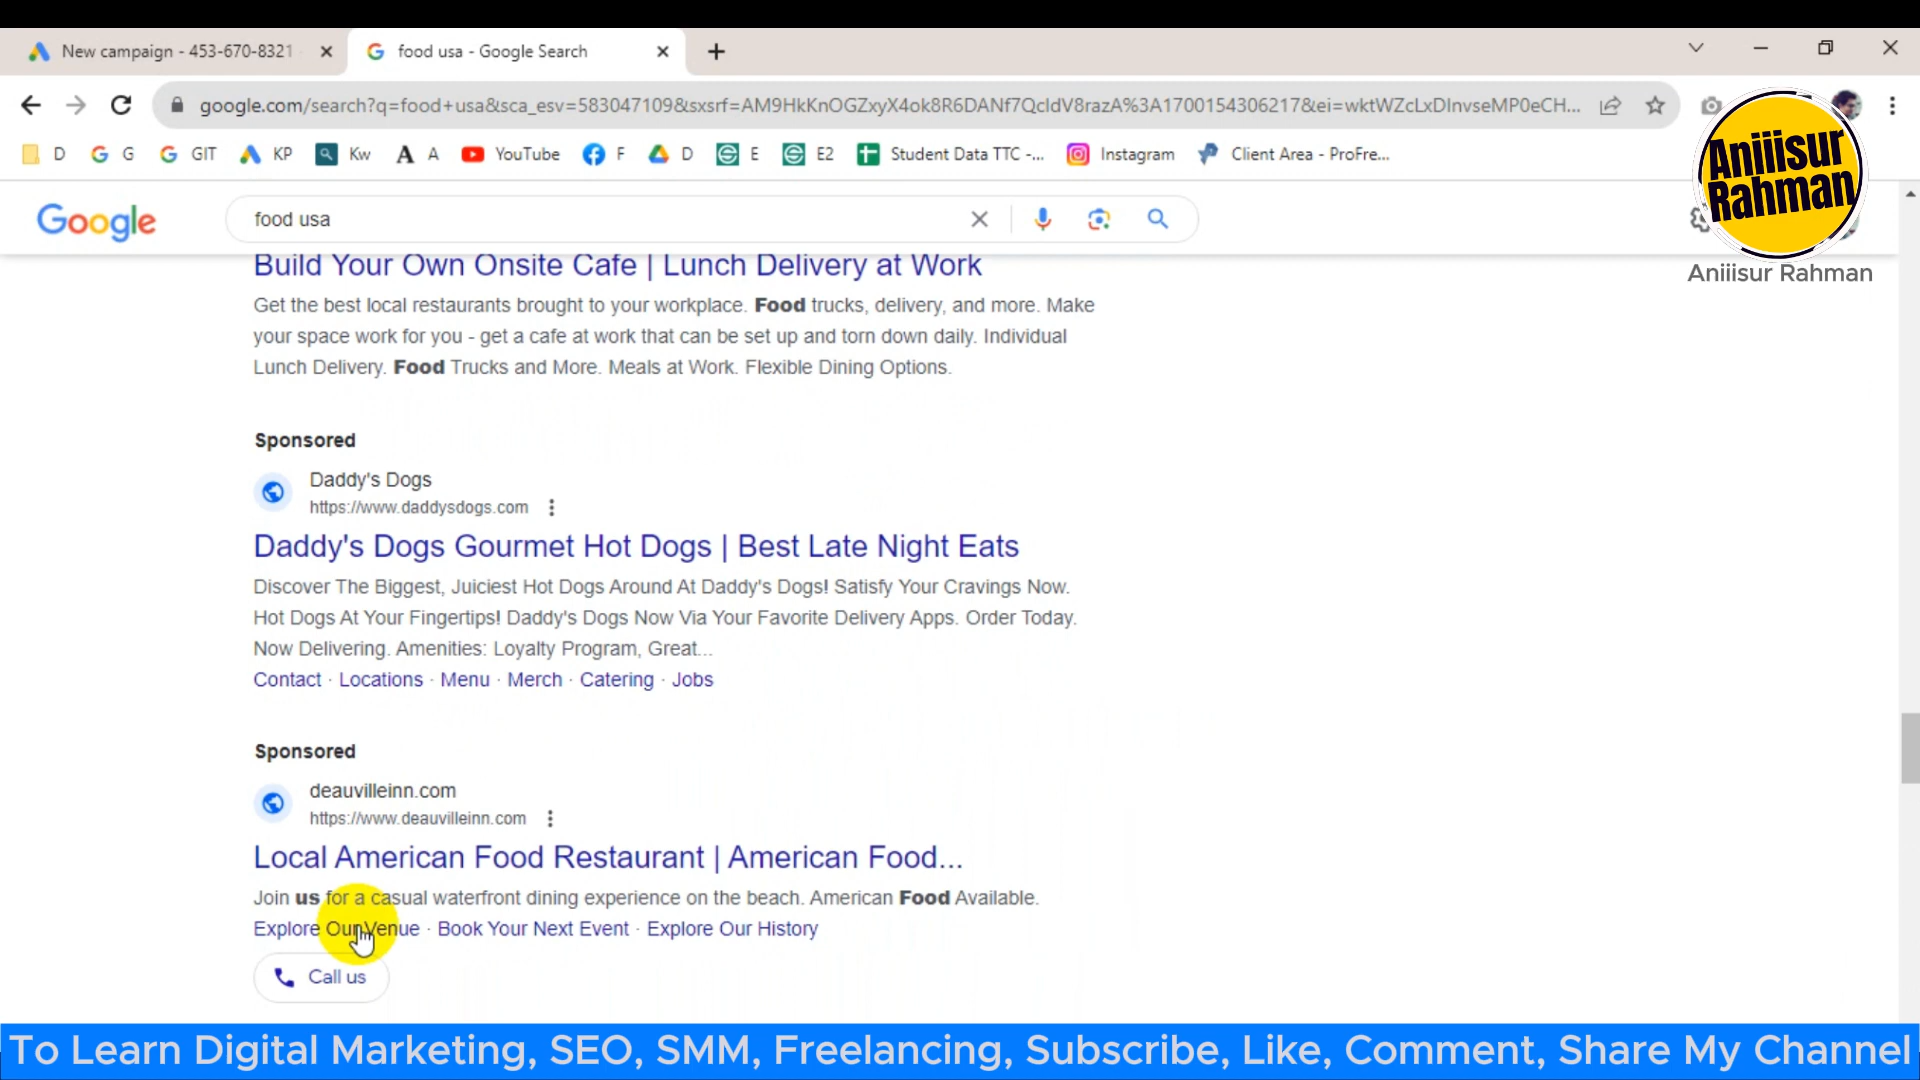 New campaign - 453-670-8321
food usa - Google Search
google.com/search?q=food+usa&sca_esv=583047109&sxsrf=AM9HkKnOGZxyX4ok8R6DANf7QcIdV8razA%3A1700154306217&ei=wktWZcLxDInvseMP0eCH...
D G GIT KP Kw A A YouTube F D E E2 Student Data TTC -... Instagram Client Area - ProFre...
Aniiisur
Rahman
Aniiisur Rahman
Google
food usa
Build Your Own Onsite Cafe | Lunch Delivery at Work
Get the best local restaurants brought to your workplace. Food trucks, delivery, and more. Make
your space work for you - get a cafe at work that can be set up and torn down daily. Individual
Lunch Delivery. Food Trucks and More. Meals at Work. Flexible Dining Options.
Sponsored
Daddy's Dogs
https://www.daddysdogs.com
Daddy's Dogs Gourmet Hot Dogs | Best Late Night Eats
Discover The Biggest, Juiciest Hot Dogs Around At Daddy's Dogs! Satisfy Your Cravings Now.
Hot Dogs At Your Fingertips! Daddy's Dogs Now Via Your Favorite Delivery Apps. Order Today.
Now Delivering. Amenities: Loyalty Program, Great...
Contact · Locations · Menu · Merch · Catering · Jobs
Sponsored
deauvilleinn.com
https://www.deauvilleinn.com
Local American Food Restaurant | American Food...
Join us for a casual waterfront dining experience on the beach. American Food Available.
Explore Our Venue · Book Your Next Event · Explore Our History
Call us
To Learn Digital Marketing, SEO, SMM, Freelancing, Subscribe, Like, Comment, Share My Channel